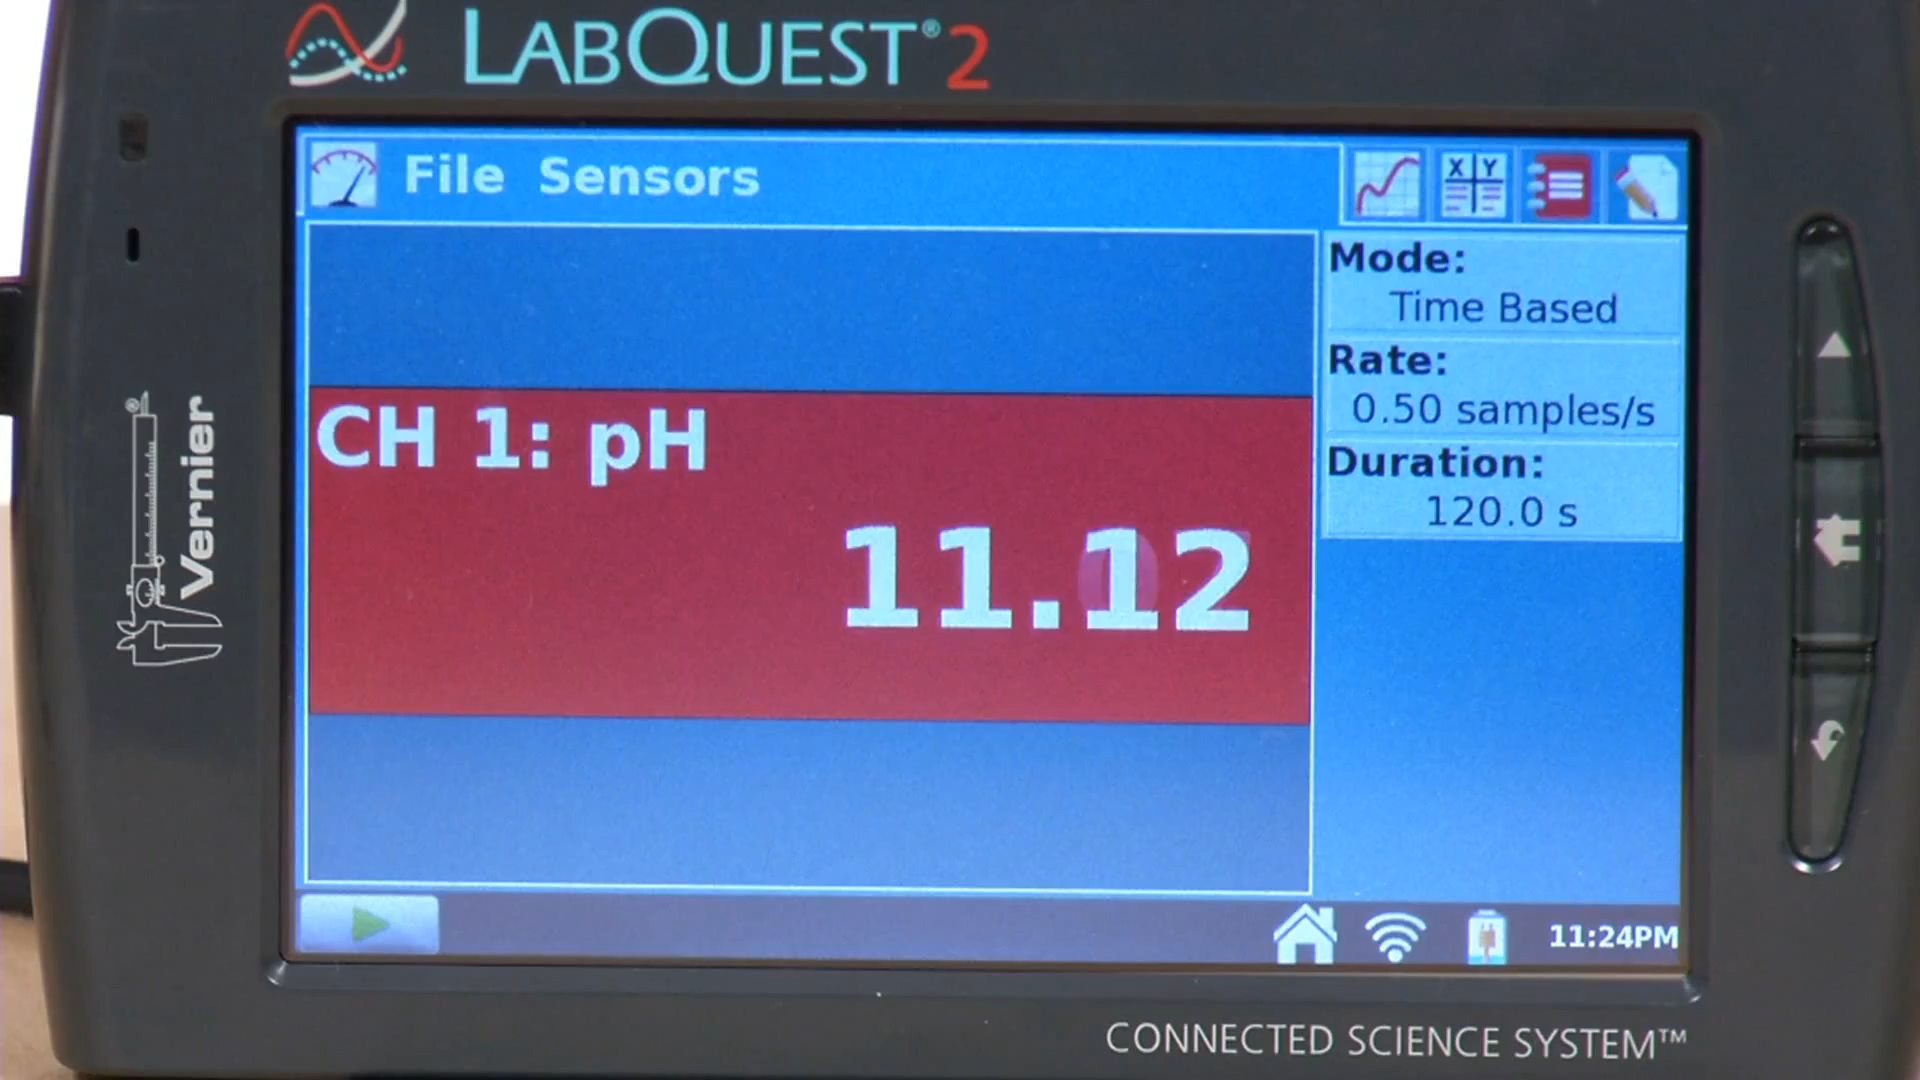 LABQUEST® 2
File Sensors
X Y
Mode:
Time Based
Rate:
0.50 samples/s
Duration:
120.0 s
CH 1: pH
11.12
11:24PM
Vernier®
CONNECTED SCIENCE SYSTEM™